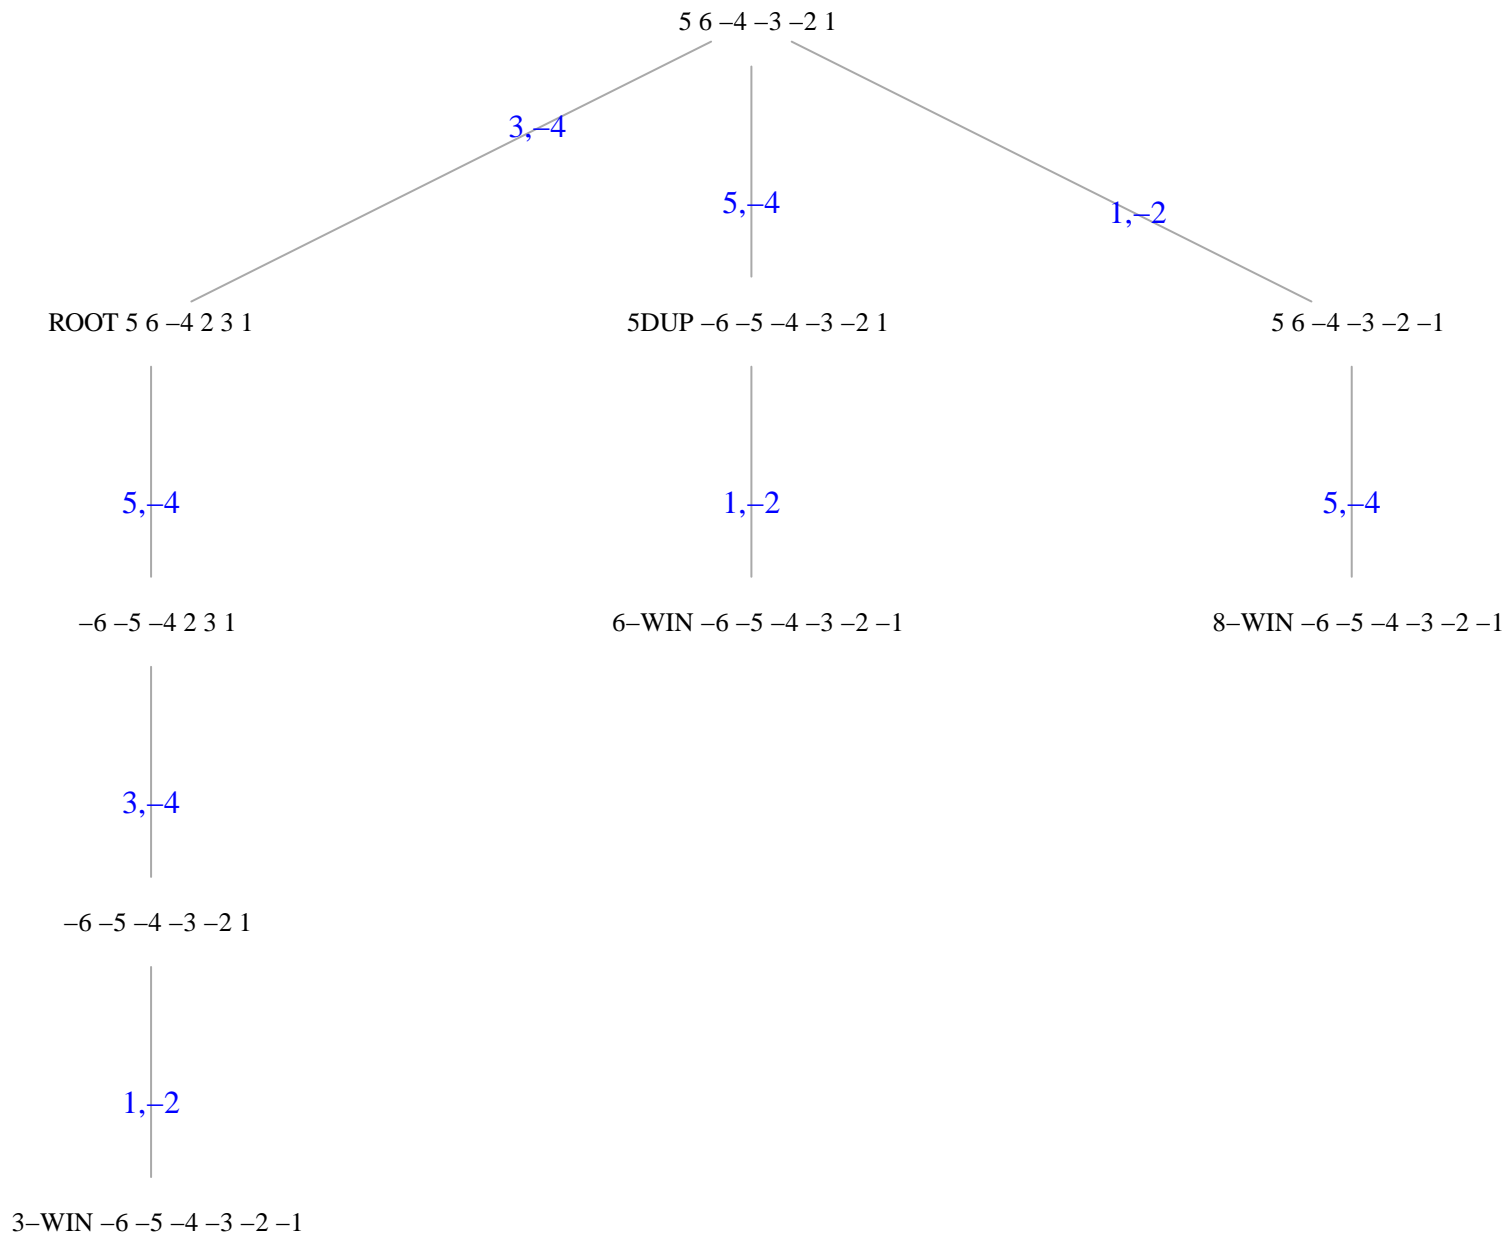 5 6 –4 –3 –2 1
3,–4
5,–4
1,–2
ROOT 5 6 –4 2 3 1
5DUP –6 –5 –4 –3 –2 1
5 6 –4 –3 –2 –1
5,–4
1,–2
5,–4
–6 –5 –4 2 3 1
6–WIN –6 –5 –4 –3 –2 –1
8–WIN –6 –5 –4 –3 –2 –1
3,–4
–6 –5 –4 –3 –2 1
1,–2
3–WIN –6 –5 –4 –3 –2 –1